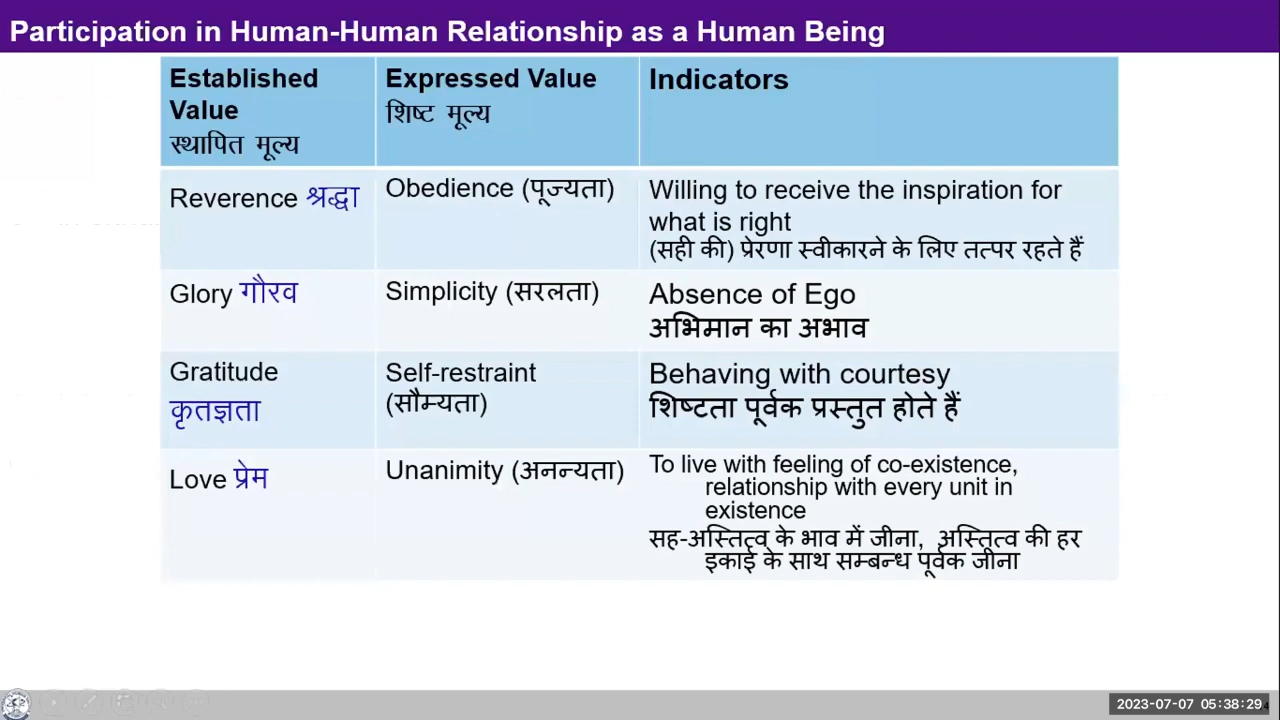 Participation in Human-Human Relationship as a Human Being
Established
Value
स्थापित मूल्य
Expressed Value
शिष्ट मूल्य
Indicators
Reverence श्रद्धा
Obedience (पूज्यता)
Willing to receive the inspiration for
what is right
(सही की) प्रेरणा स्वीकारने के लिए तत्पर रहते हैं
Glory गौरव
Simplicity (सरलता)
Absence of Ego
अभिमान का अभाव
Gratitude
कृतज्ञता
Self-restraint
(सौम्यता)
Behaving with courtesy
शिष्टता पूर्वक प्रस्तुत होते हैं
Love प्रेम
Unanimity (अनन्यता)
To live with feeling of co-existence,
relationship with every unit in
existence
सह-अस्तित्व के भाव में जीना, अस्तित्व की हर
इकाई के साथ सम्बन्ध पूर्वक जीना
2023-07-07 05:38:29